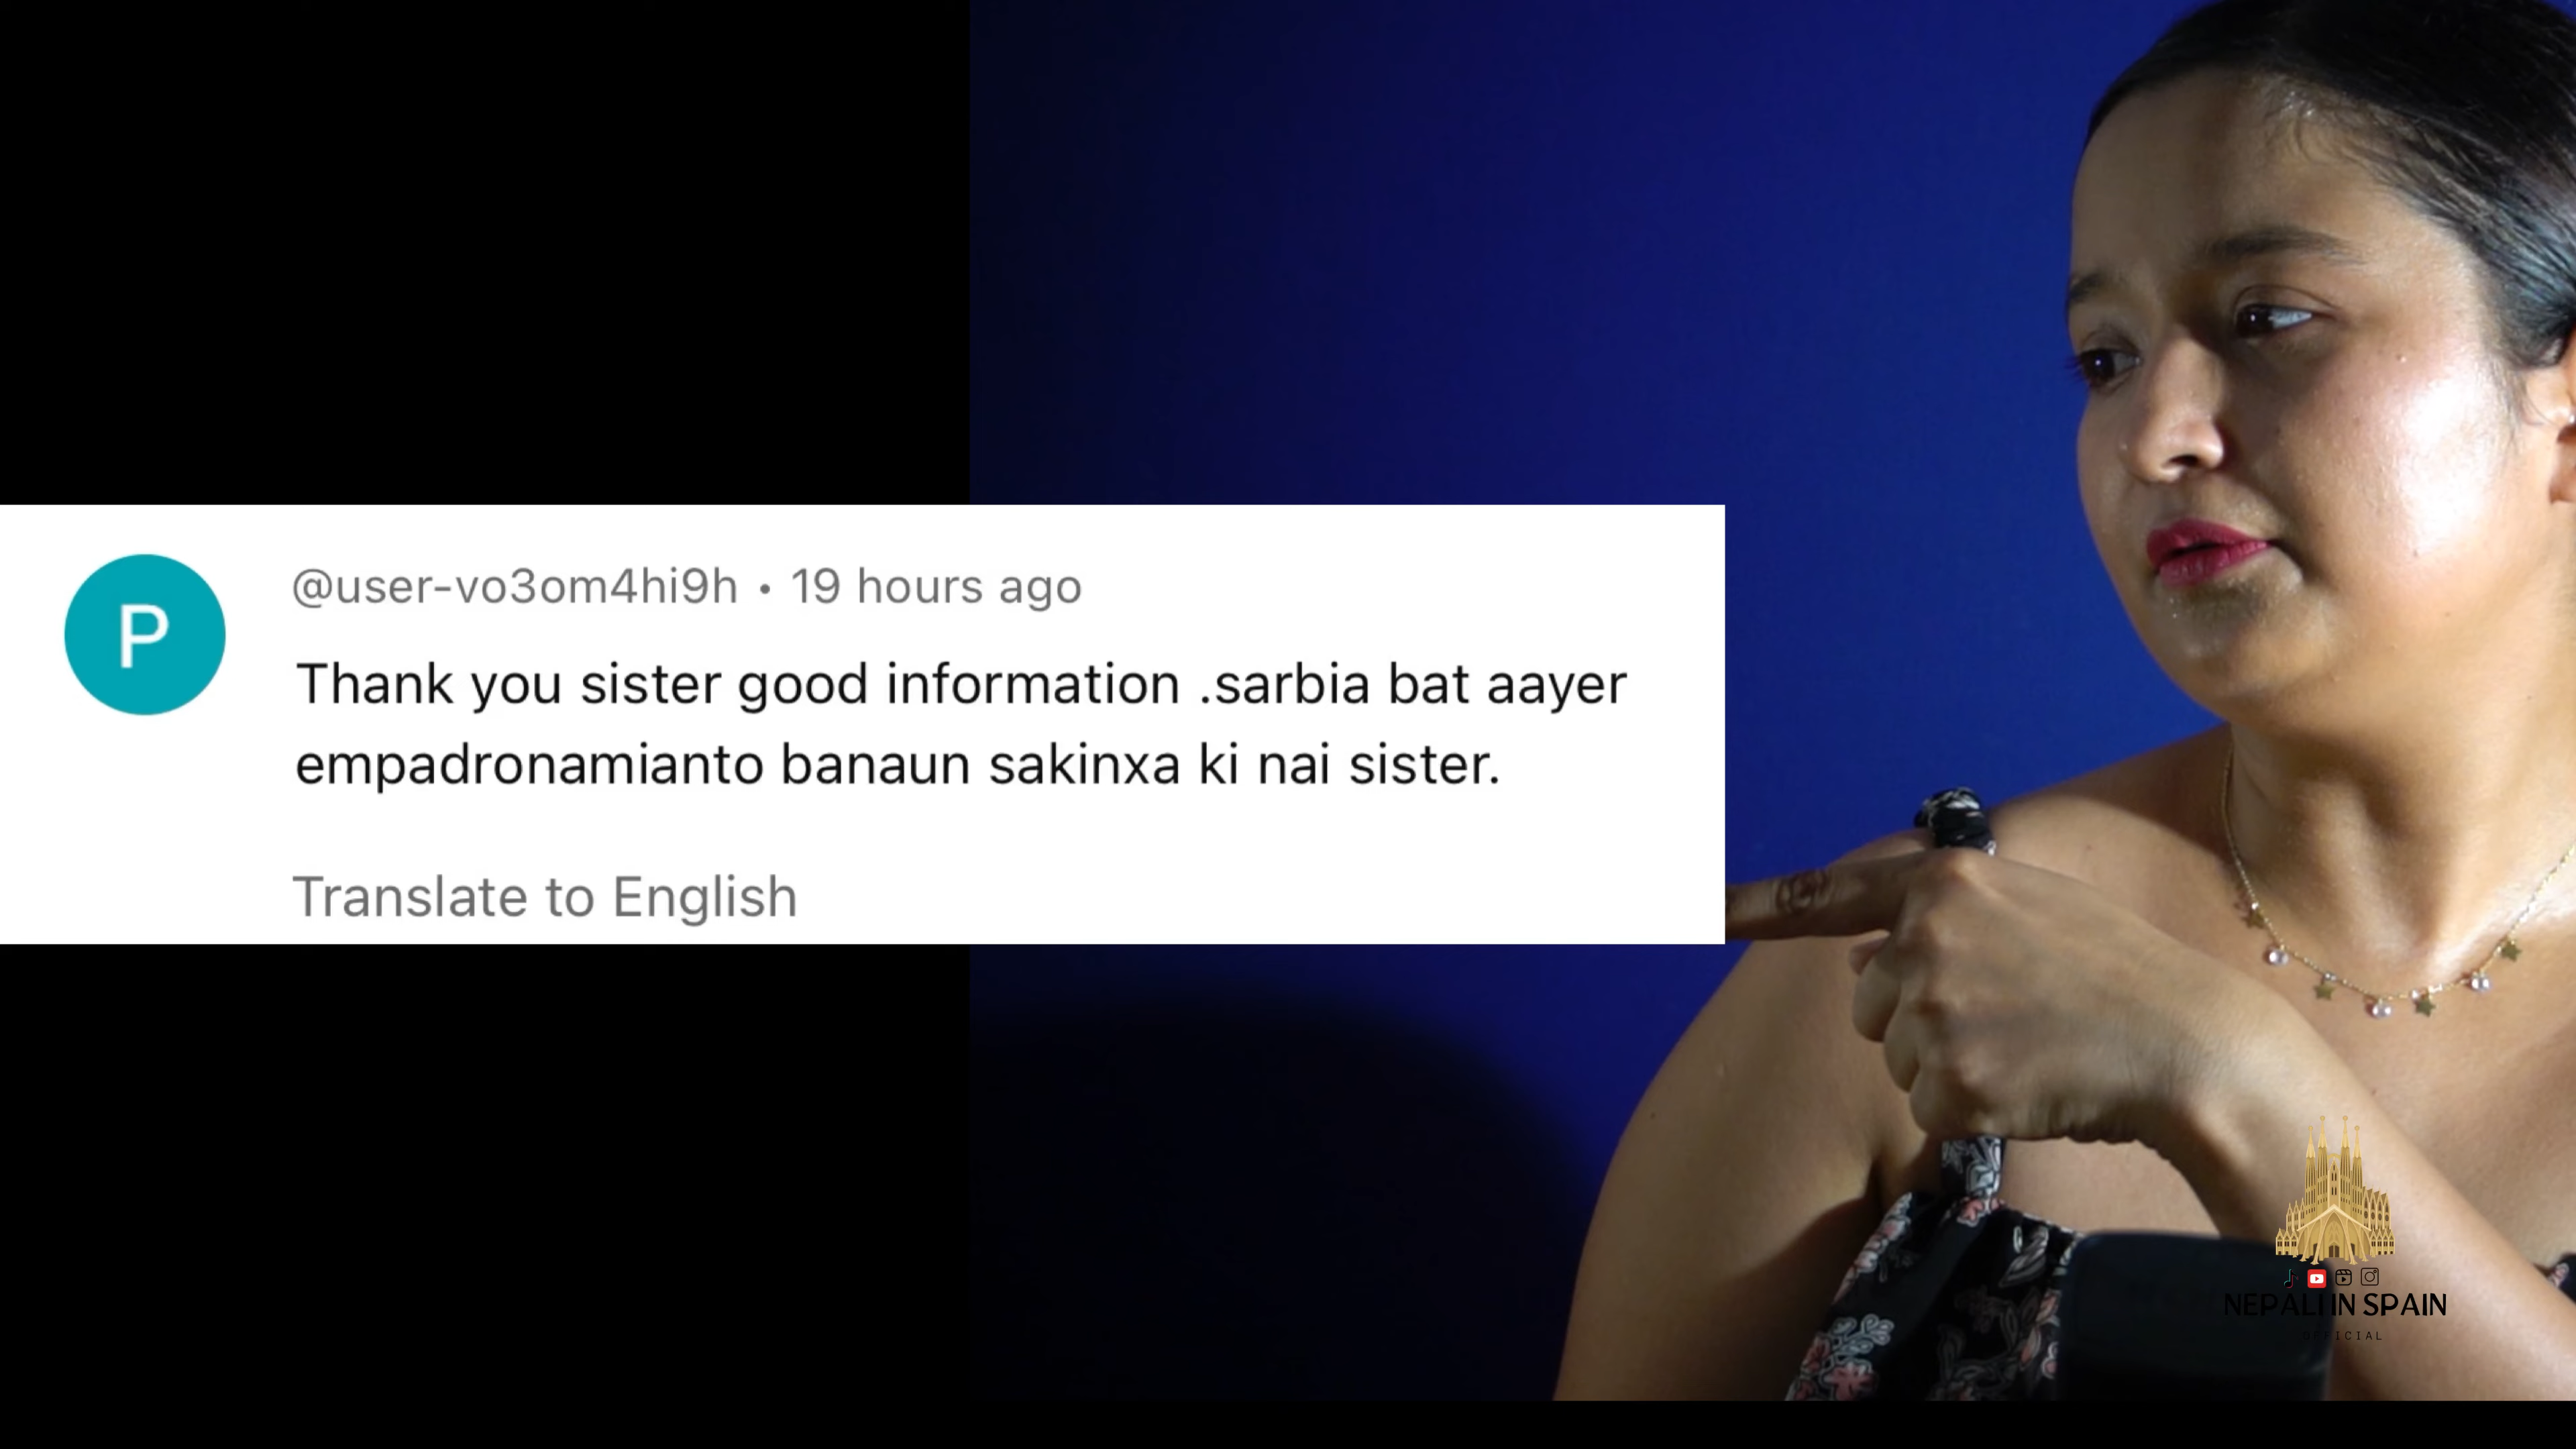 P
@user-vo3om4hi9h • 19 hours ago
Thank you sister good information .sarbia bat aayer
empadronamianto banaun sakinxa ki nai sister.
Translate to English
NEPALI IN SPAIN
OFFICIAL